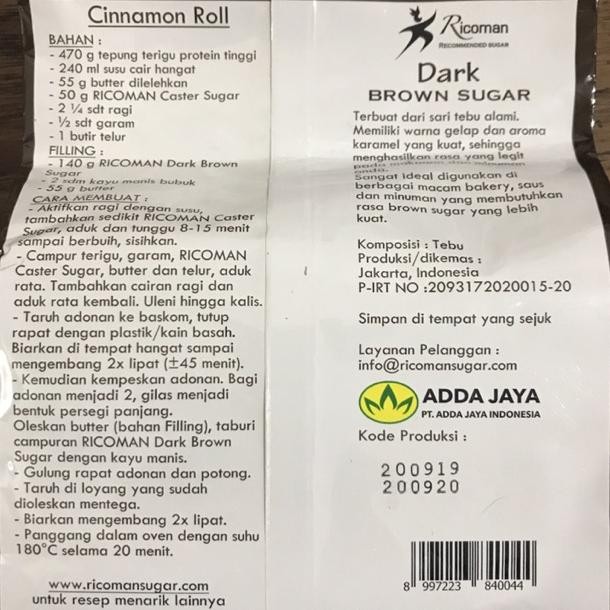 Cinnamon Roll
BAHAN :
- 470 g tepung terigu protein tinggi
- 240 ml susu cair hangat
- 55 g butter dilelehkan
- 50 g RICOMAN Caster Sugar
- 2 ¼ sdt ragi
- ½ sdt garam
- 1 butir telur
FILLING :
- 140 g RICOMAN Dark Brown
Sugar
- 2 sdm kayu manis bubuk
- 55 g butter
CARA MEMBUAT :
- Aktifkan ragi dengan susu,
tambahkan sedikit RICOMAN Caster
Sugar, aduk dan tunggu 8-15 menit
sampai berbuih, sisihkan.
- Campur terigu, garam, RICOMAN
Caster Sugar, butter dan telur, aduk
rata. Tambahkan cairan ragi dan
aduk rata kembali. Uleni hingga kalis.
- Taruh adonan ke baskom, tutup
rapat dengan plastik/kain basah.
Biarkan di tempat hangat sampai
mengembang 2x lipat (±45 menit).
- Kemudian kempeskan adonan. Bagi
adonan menjadi 2, gilas menjadi
bentuk persegi panjang.
Oleskan butter (bahan Filling), taburi
campuran RICOMAN Dark Brown
Sugar dengan kayu manis.
- Gulung rapat adonan dan potong.
- Taruh di loyang yang sudah
dioleskan mentega.
- Biarkan mengembang 2x lipat.
- Panggang dalam oven dengan suhu
180°C selama 20 menit.
www.ricomansugar.com
untuk resep menarik lainnya
Ricoman
RECOMMENDED SUGAR
Dark
BROWN SUGAR
Terbuat dari sari tebu alami.
Memiliki warna gelap dan aroma
karamel yang kuat, sehingga
menghasilkan rasa yang legit
pada makanan dan minuman
anda.
Sangat ideal digunakan di
berbagai macam bakery, saus
dan minuman yang membutuhkan
rasa brown sugar yang lebih
kuat.
Komposisi : Tebu
Produksi/dikemas :
Jakarta, Indonesia
P-IRT NO :2093172020015-20
Simpan di tempat yang sejuk
Layanan Pelanggan :
info@ricomansugar.com
ADDA JAYA
PT. ADDA JAYA INDONESIA
Kode Produksi :
200919
200920
8 997223 840044